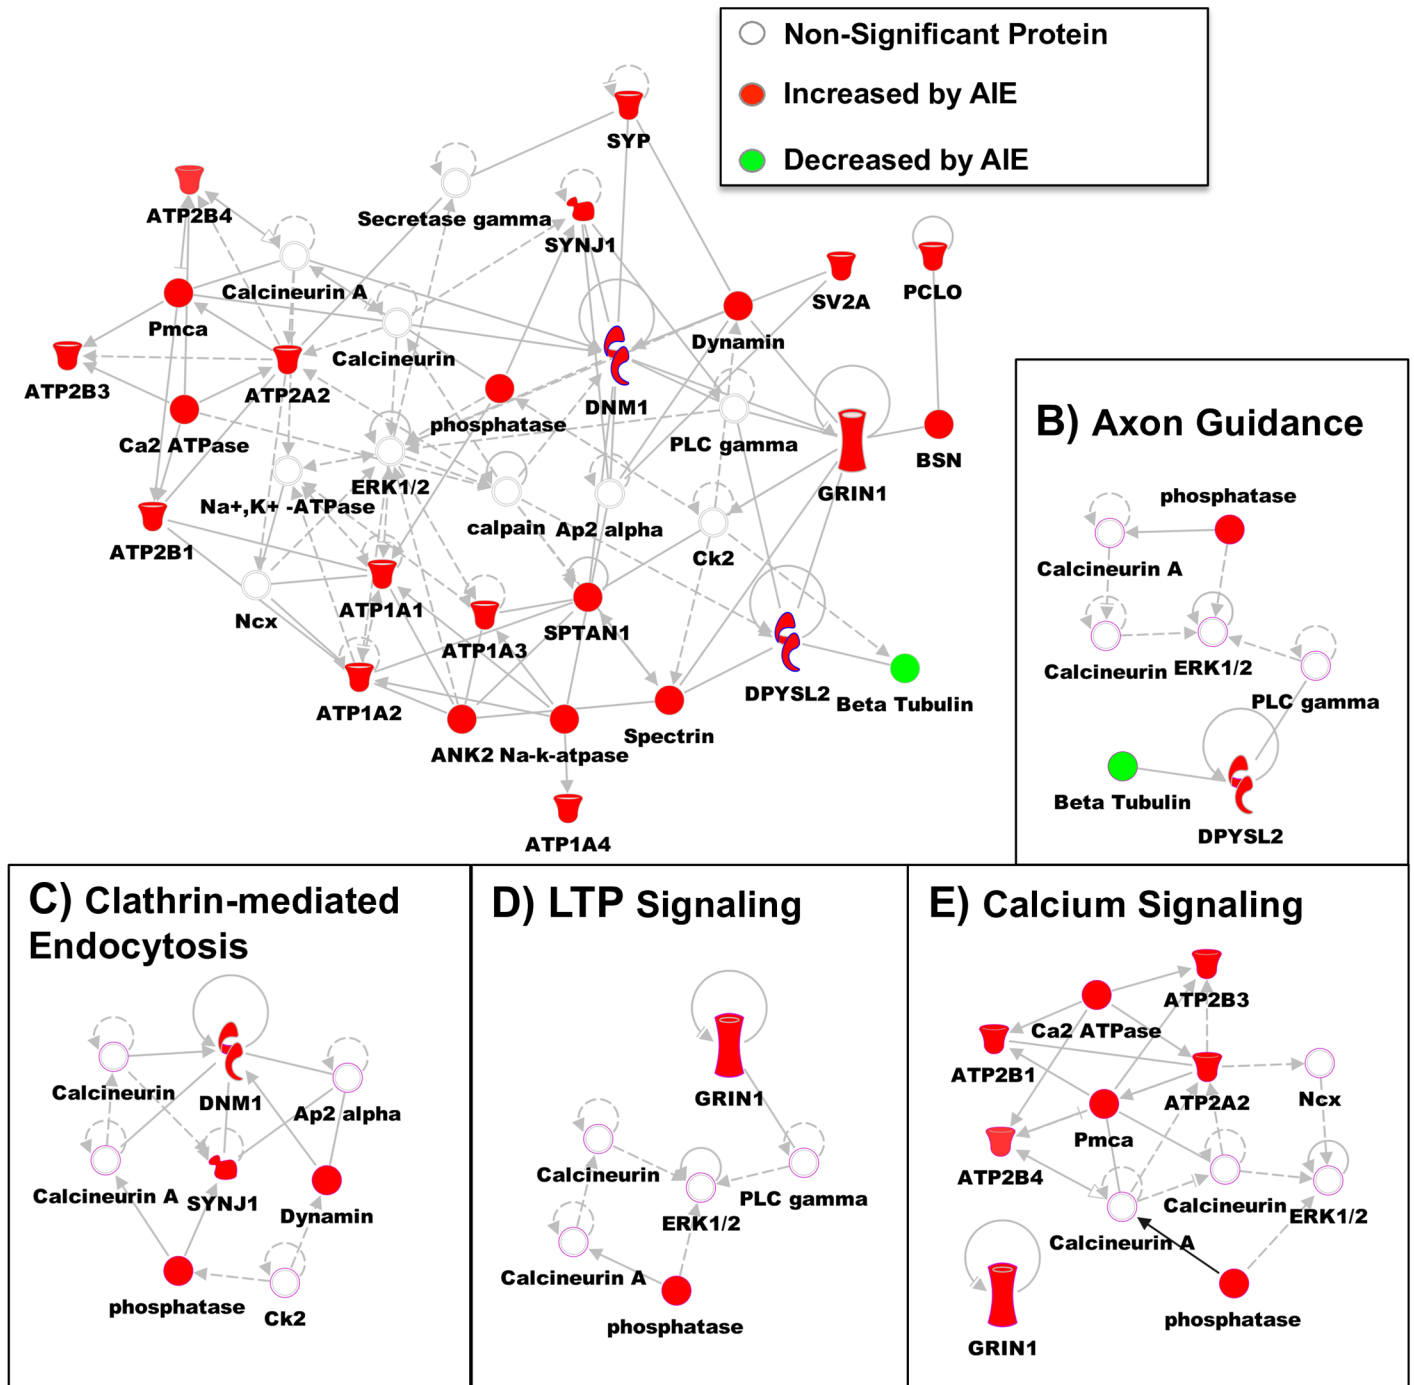 Non-Significant Protein
Increased by AIE
Decreased by AIE
SYP
ATP2B4
Secretase gamma
SYNJ1
Calcineurin A
SV2A
PCLO
Pmca
Calcineurin
Dynamin
ATP2B3
ATP2A2
DNM1
phosphatase
Ca2 ATPase
PLC gamma
BSN
ERK1/2
GRIN1
Na+,K+ -ATPase
calpain
Ap2 alpha
ATP2B1
Ck2
Ncx
ATP1A1
ATP1A3
SPTAN1
ATP1A2
DPYSL2
Beta Tubulin
ANK2
Na-k-atpase
Spectrin
ATP1A4
B) Axon Guidance
phosphatase
Calcineurin A
Calcineurin
ERK1/2
PLC gamma
Beta Tubulin
DPYSL2
C) Clathrin-mediated
Endocytosis
Calcineurin
DNM1
Ap2 alpha
Calcineurin A
SYNJ1
Dynamin
phosphatase
Ck2
D) LTP Signaling
GRIN1
Calcineurin
PLC gamma
ERK1/2
Calcineurin A
phosphatase
E) Calcium Signaling
ATP2B3
Ca2 ATPase
ATP2B1
ATP2A2
Ncx
Pmca
ATP2B4
Calcineurin
ERK1/2
Calcineurin A
phosphatase
GRIN1